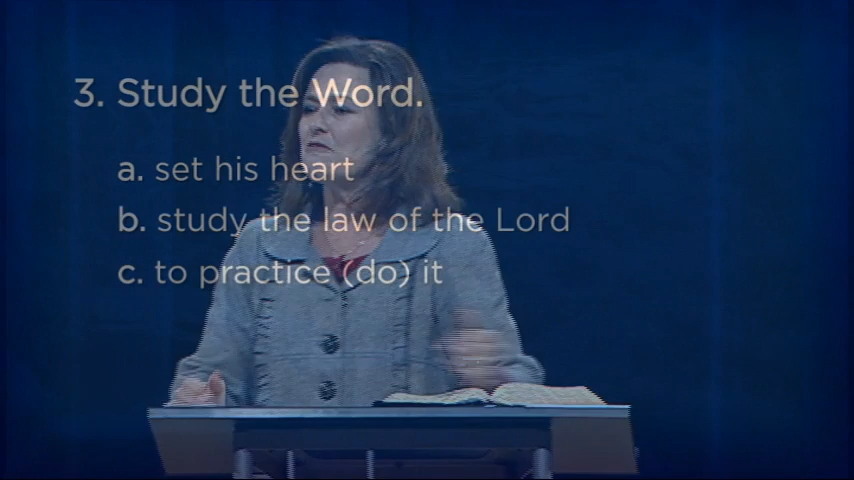 3. Study the Word.
a. set his heart
b. study the law of the Lord
c. to practice (do) it